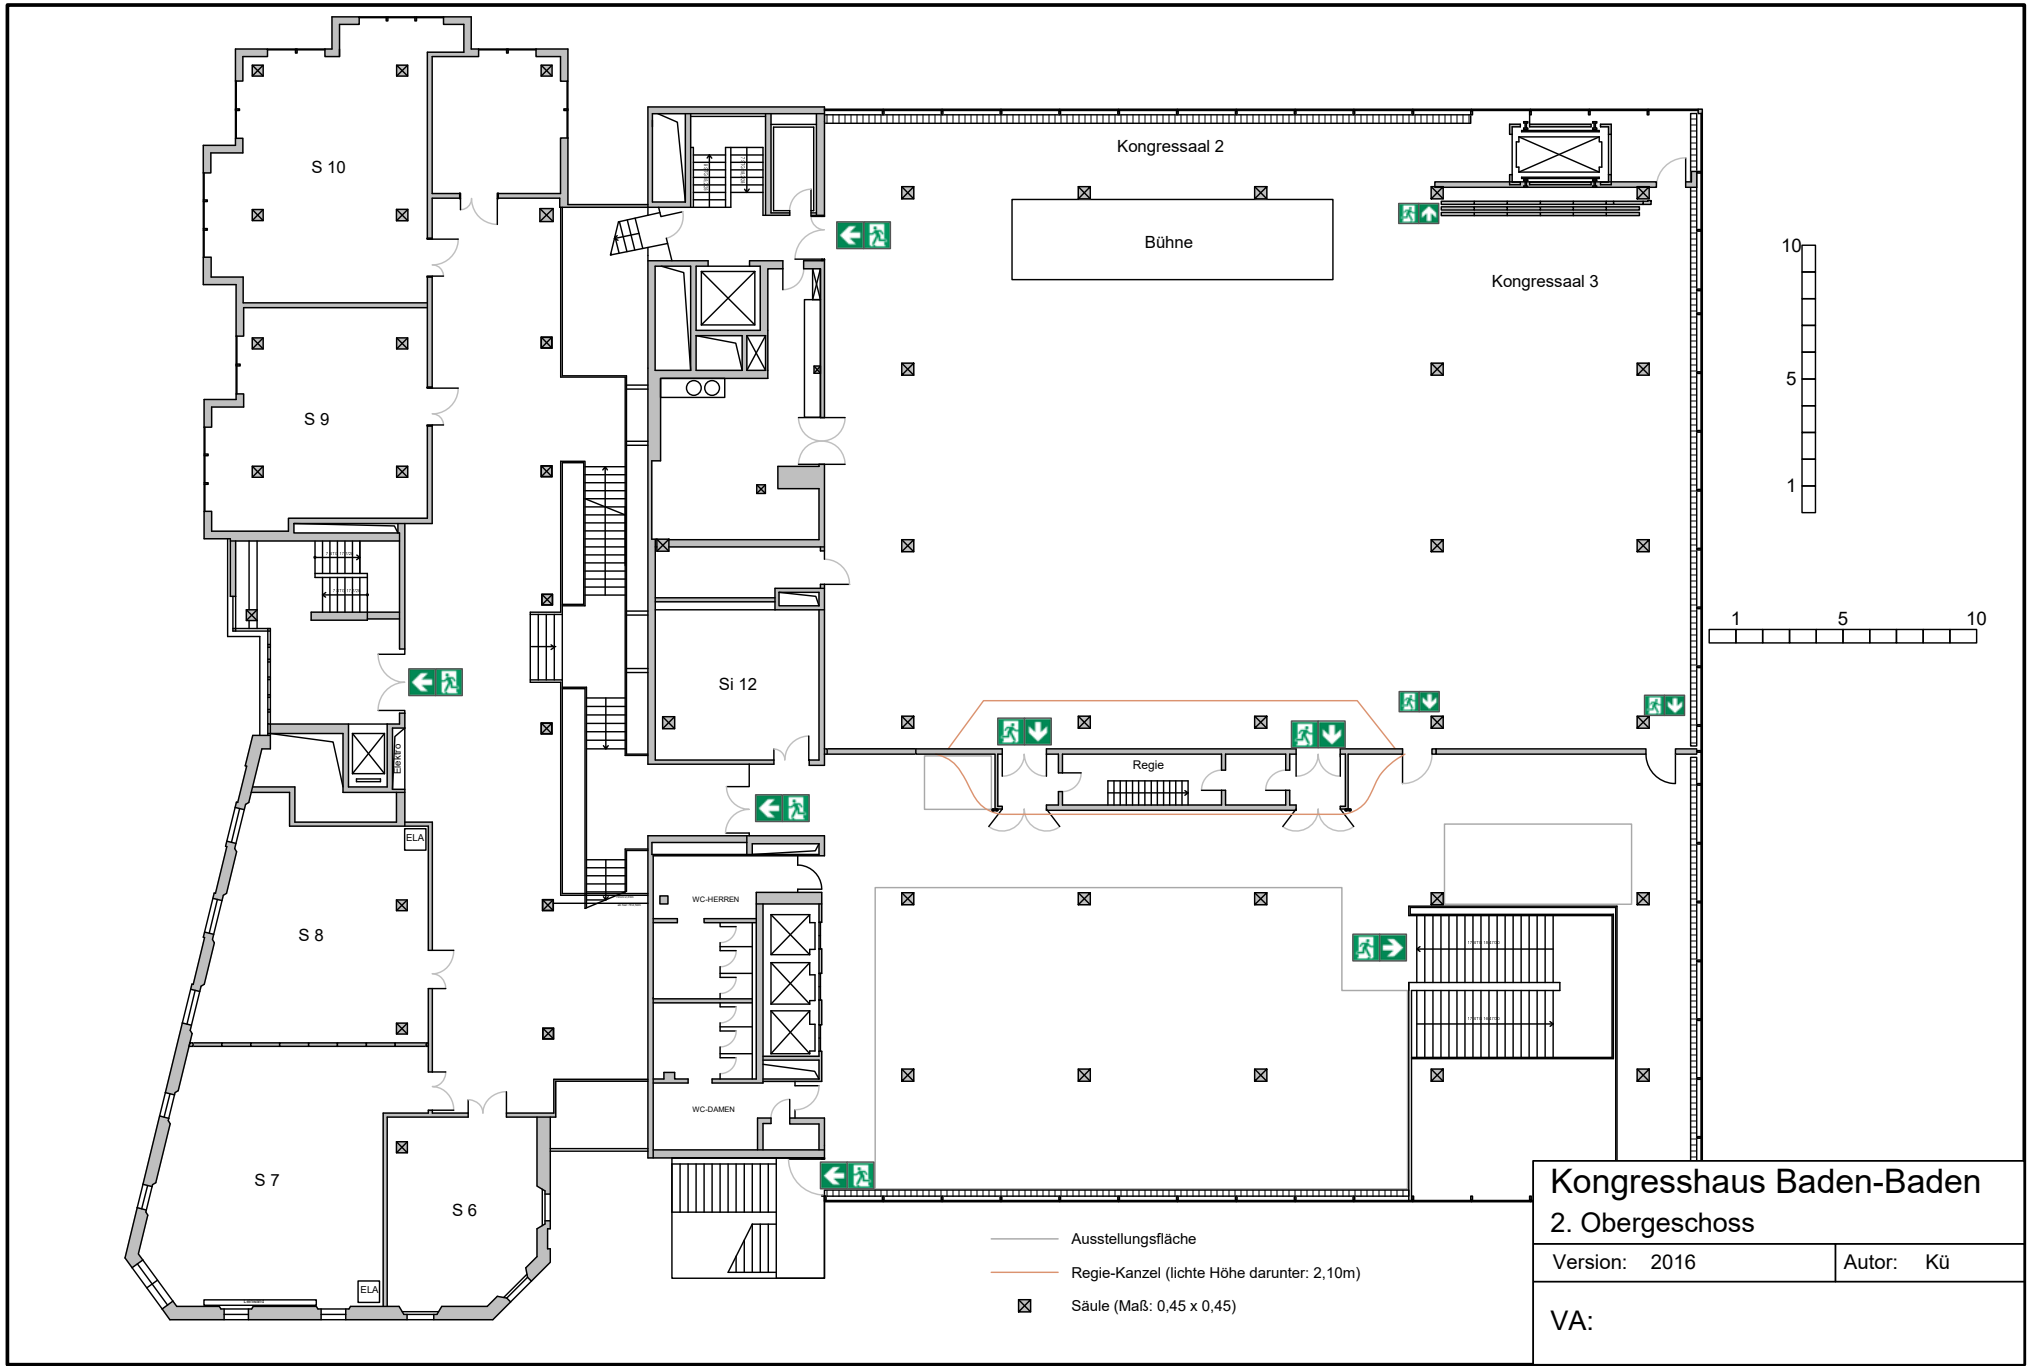 S 10
Kongressaal 2
Bühne
Kongressaal 3
10
5
1
S 9
1 5 10
Si 12
Elektro
Regie
ELA
WC-HERREN
S 8
WC-DAMEN
S 7
S 6
ELA
Ausstellungsfläche
Regie-Kanzel (lichte Höhe darunter: 2,10m)
Säule (Maß: 0,45 x 0,45)
Kongresshaus Baden-Baden
2. Obergeschoss
Version: 2016 Autor: Kü
VA: